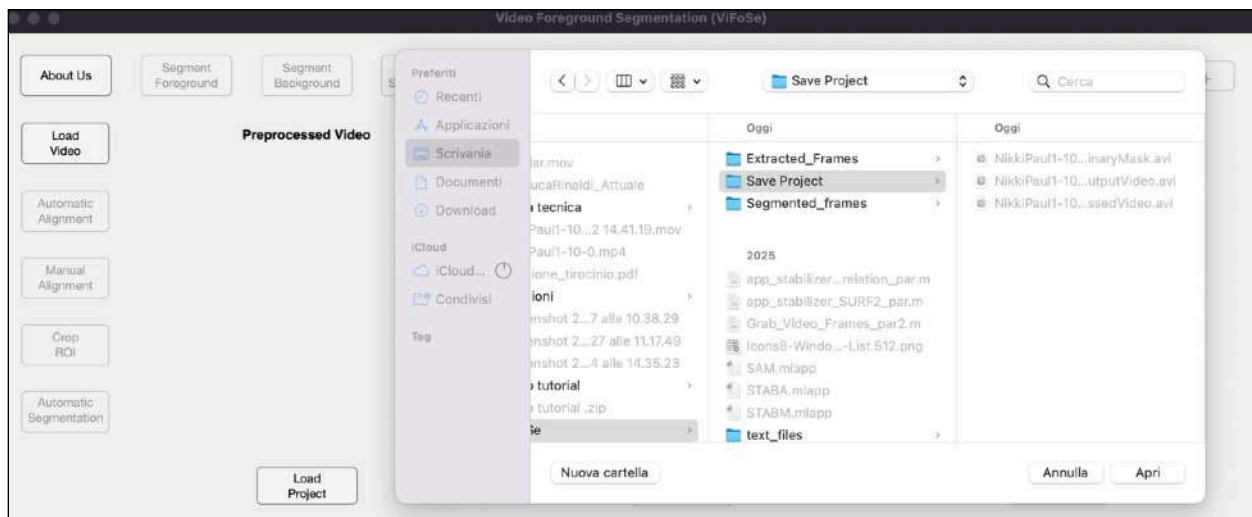 Video Foreground Segmentation (ViFoSe)
About Us
Segment
Foreground
Segment
Background
Load
Video
Preprocessed Video
Automatic
Alignment
Manual
Alignment
Crop
ROI
Automatic
Segmentation
Load
Project
Preferiti
Recenti
Applicazioni
Scrivania
Documenti
Download
iCloud
iCloud...
Condivisi
Tag
Save Project
Cerca
lar.mov
ucaRinaldi_Attuale
tecnica
Paul1-10...2 14.41.19.mov
Paul1-10-0.mp4
ione_tirocinio.pdf
ioni
enshot 2...7 alle 10.38.29
enshot 2...27 alle 11.17.49
enshot 2...4 alle 14.35.23
tutorial
tutorial .zip
Se
Oggi
Extracted_Frames
Save Project
Segmented_frames
2025
app_stabilizer...relation_par.m
app_stabilizer_SURF2_par.m
Grab_Video_Frames_par2.m
Icons8-Windo...-List.512.png
SAM.mlapp
STABA.mlapp
STABM.mlapp
text_files
Oggi
NikkiPaul1-10...inaryMask.avi
NikkiPaul1-10...utputVideo.avi
NikkiPaul1-10...ssedVideo.avi
Nuova cartella
Annulla
Apri